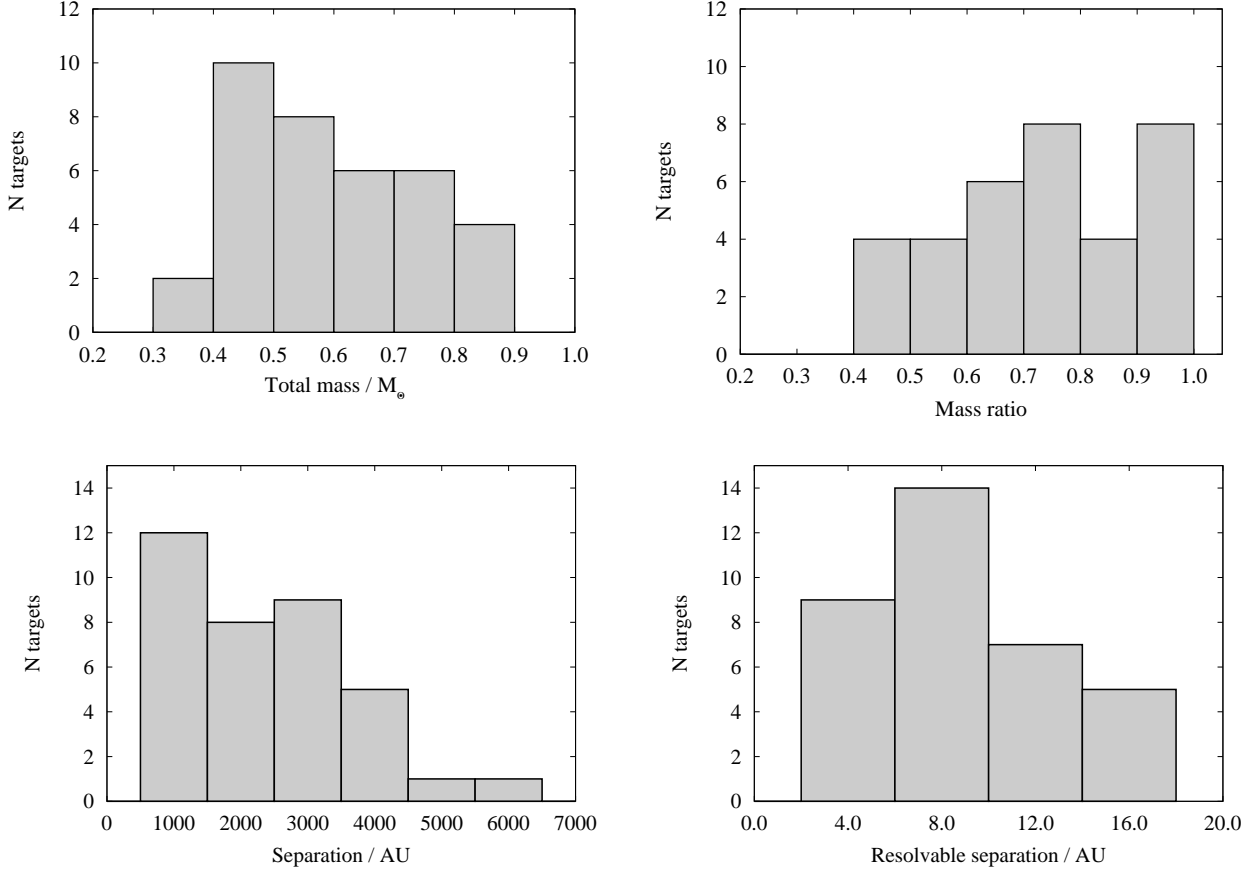 12
10
8
6
4
2
0
N targets
0.2 0.3 0.4 0.5 0.6 0.7 0.8 0.9 1.0
Total mass / M⊙
12
10
8
6
4
2
0
N targets
0.2 0.3 0.4 0.5 0.6 0.7 0.8 0.9 1.0
Mass ratio
14
12
10
8
6
4
2
0
N targets
0 1000 2000 3000 4000 5000 6000 7000
Separation / AU
14
12
10
8
6
4
2
0
N targets
0.0 4.0 8.0 12.0 16.0 20.0
Resolvable separation / AU